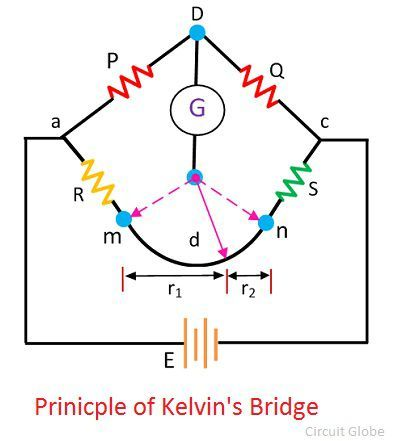 D
P
Q
G
a
c
R
S
m
d
n
r₁
r₂
E
Prinicple of Kelvin's Bridge
Circuit Globe